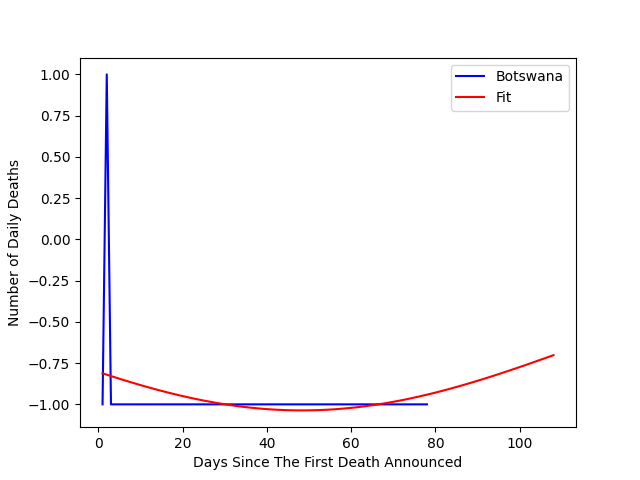 Botswana
Fit
1.00
0.75
0.50
0.25
0.00
−0.25
−0.50
−0.75
−1.00
Number of Daily Deaths
0 20 40 60 80 100
Days Since The First Death Announced